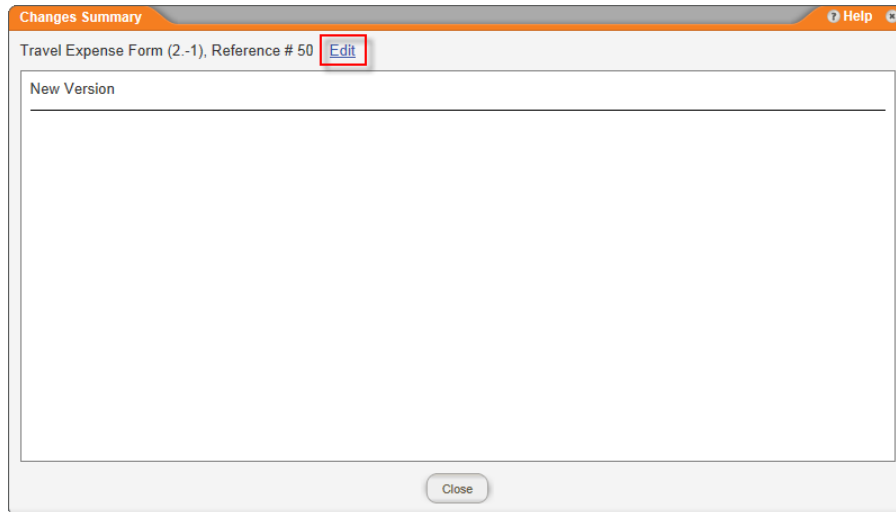 Changes Summary
Help
Travel Expense Form (2.-1), Reference # 50 Edit
New Version
Close